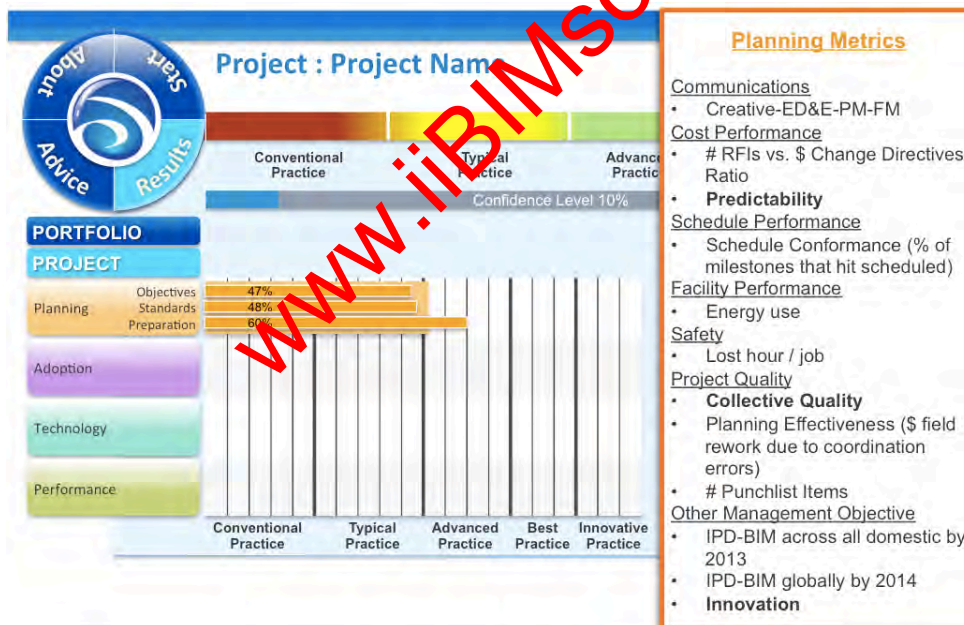 About
Start
Advice
Results
Project : Project Name
Conventional
Practice
Typical
Practice
Confidence Level 10%
PORTFOLIO
PROJECT
Planning
Objectives
Standards
Preparation
47%
48%
60%
Adoption
Technology
Performance
Conventional
Practice
Typical
Practice
Advanced
Practice
Best
Practice
Innovative
Practice
www.iiBIMsc
Planning Metrics
Communications
• Creative-ED&E-PM-FM
Cost Performance
• # RFIs vs. $ Change Directives
Ratio
• Predictability
Schedule Performance
• Schedule Conformance (% of
milestones that hit scheduled)
Facility Performance
• Energy use
Safety
• Lost hour / job
Project Quality
• Collective Quality
• Planning Effectiveness ($ field
rework due to coordination
errors)
• # Punchlist Items
Other Management Objective
• IPD-BIM across all domestic by
2013
• IPD-BIM globally by 2014
• Innovation